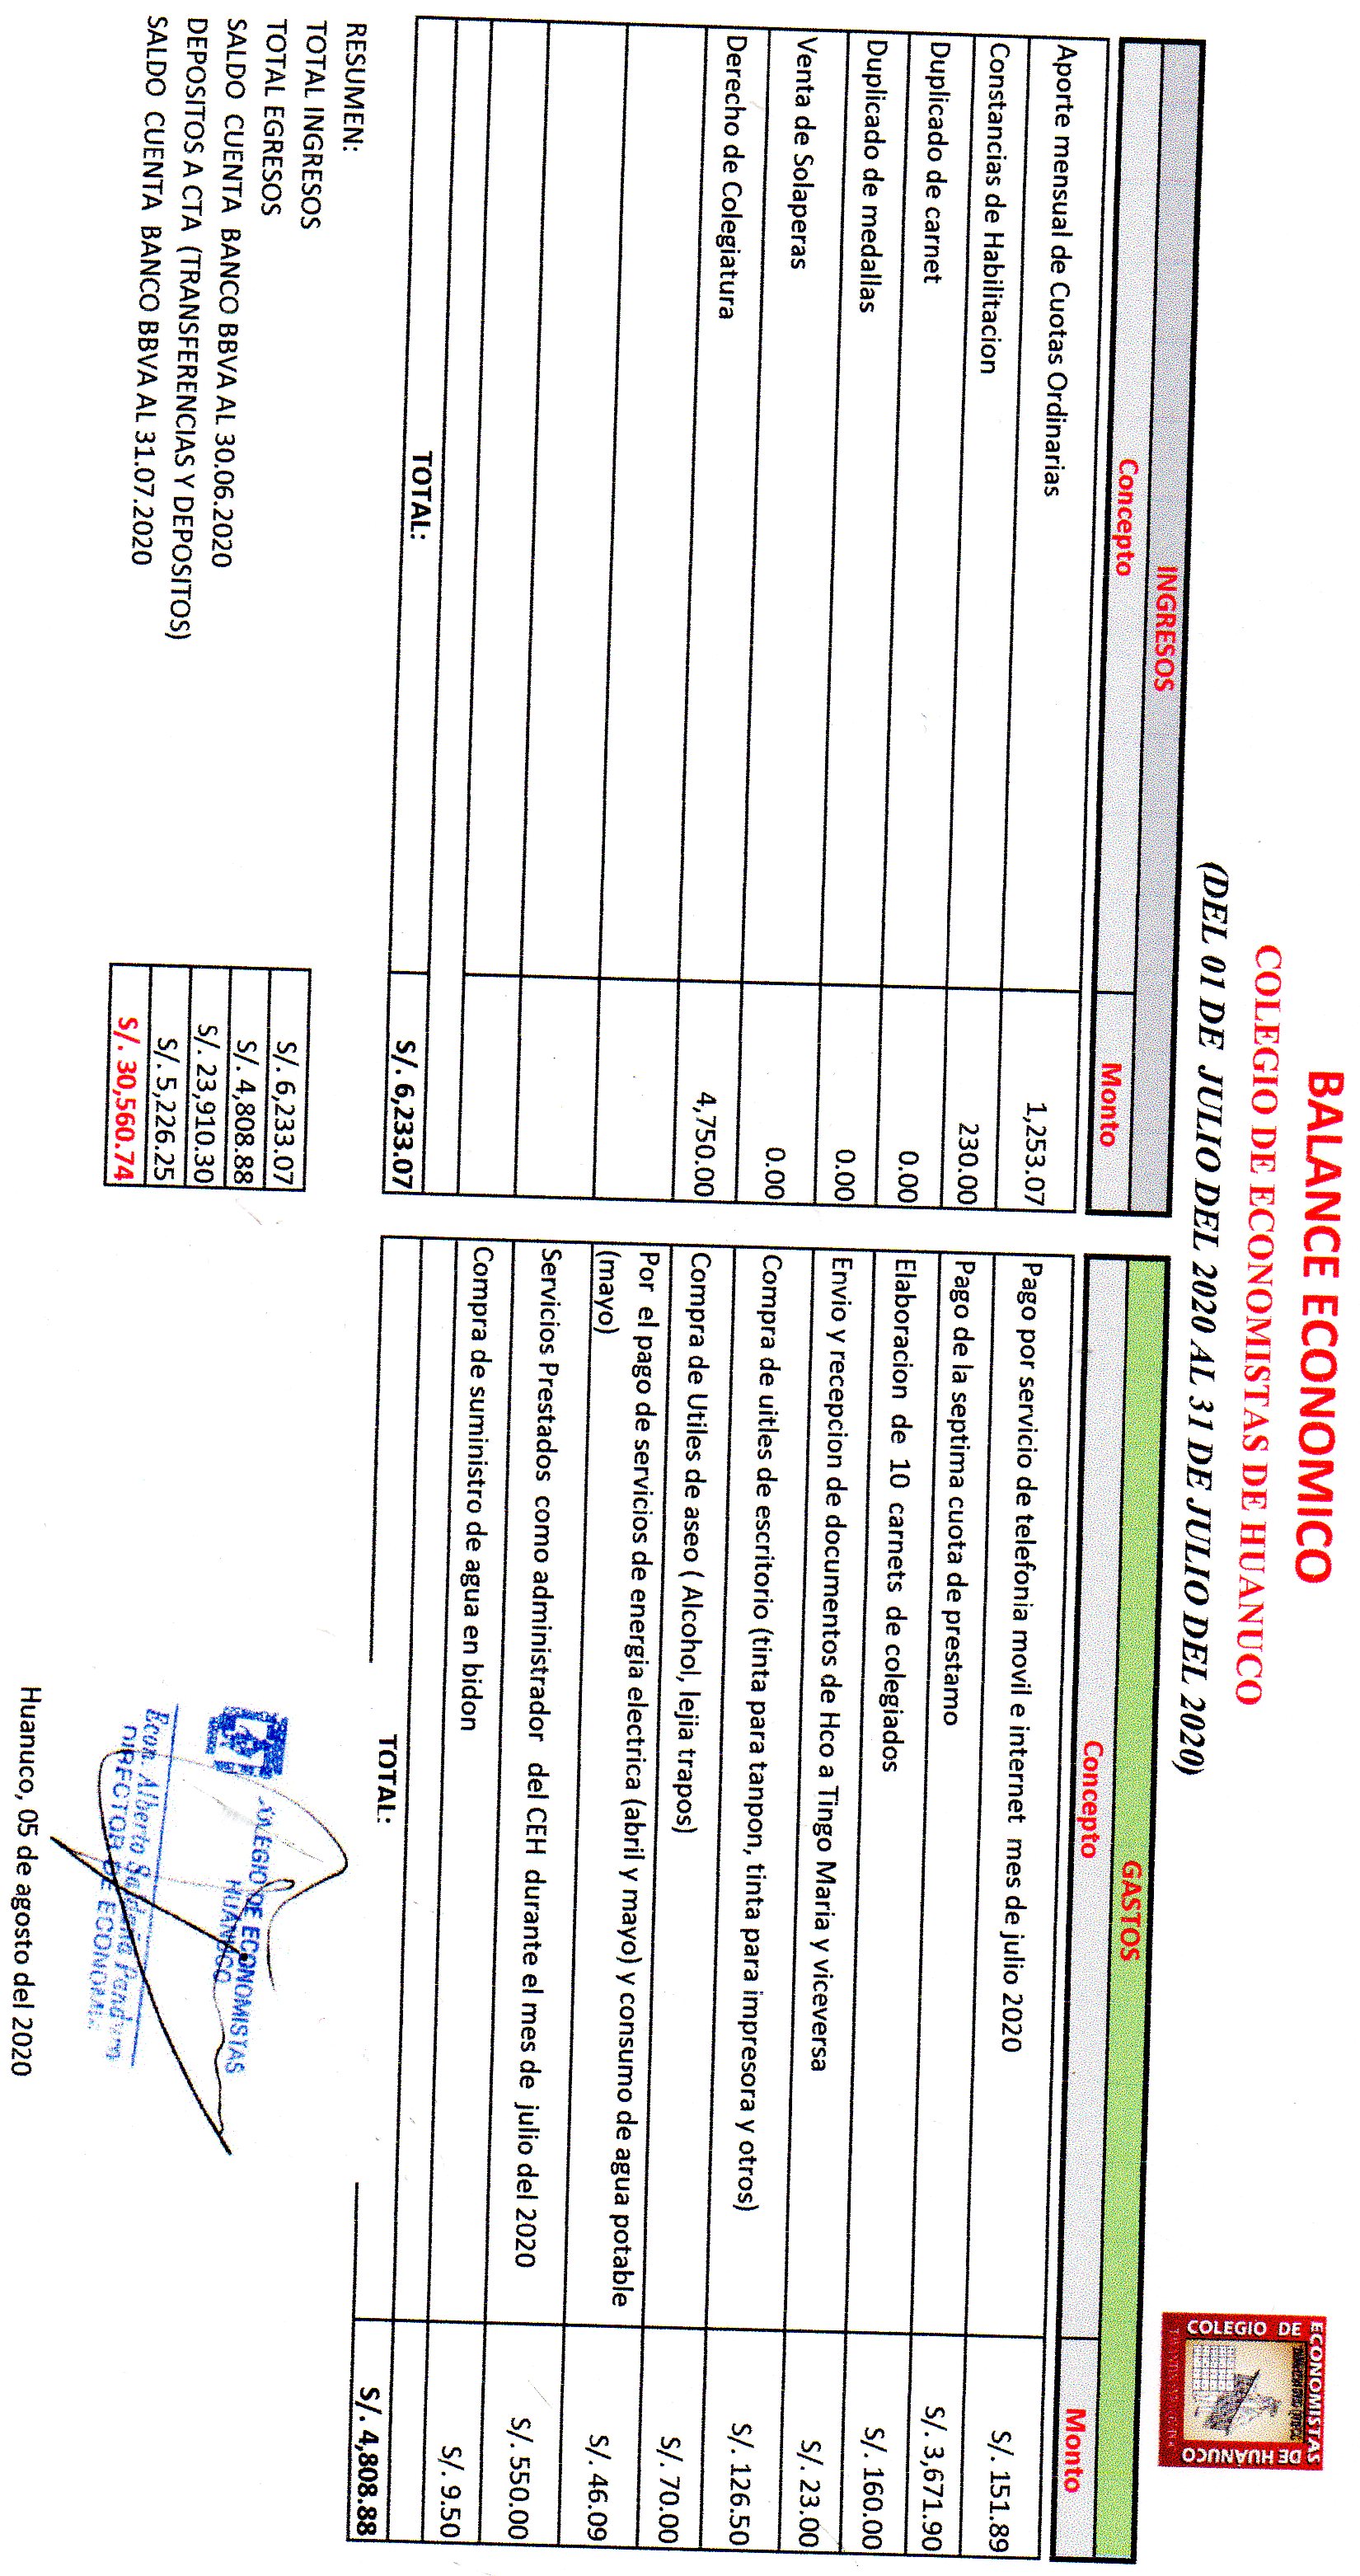 BALANCE ECONOMICO
COLEGIO DE ECONOMISTAS DE HUANUCO
(DEL 01 DE JULIO DEL 2020 AL 31 DE JULIO DEL 2020)
COLEGIO DE ECONOMISTAS DE HUANUCO
INGRESOS
Concepto Monto
Aporte mensual de Cuotas Ordinarias 1,253.07
Constancias de Habilitacion 230.00
Duplicado de carnet 0.00
Duplicado de medallas 0.00
Venta de Solaperas 0.00
Derecho de Colegiatura 4,750.00
TOTAL: S/. 6,233.07
GASTOS
Concepto Monto
Pago por servicio de telefonia movil e internet mes de julio 2020 S/. 151.89
Pago de la septima cuota de prestamo S/. 3,671.90
Elaboracion de 10 carnets de colegiados S/. 160.00
Envio y recepcion de documentos de Hco a Tingo Maria y viceversa S/. 23.00
Compra de uitles de escritorio (tinta para tanpon, tinta para impresora y otros) S/. 126.50
Compra de Utiles de aseo ( Alcohol, lejia trapos) S/. 70.00
Por el pago de servicios de energia electrica (abril y mayo) y consumo de agua potable
(mayo) S/. 46.09
Servicios Prestados como administrador del CEH durante el mes de julio del 2020 S/. 550.00
Compra de suministro de agua en bidon S/. 9.50
TOTAL: S/. 4,808.88
RESUMEN:
TOTAL INGRESOS S/. 6,233.07
TOTAL EGRESOS S/. 4,808.88
SALDO CUENTA BANCO BBVA AL 30.06.2020 S/. 23,910.30
DEPOSITOS A CTA (TRANSFERENCIAS Y DEPOSITOS) S/. 5,226.25
SALDO CUENTA BANCO BBVA AL 31.07.2020 S/. 30,560.74
COLEGIO DE ECONOMISTAS
HUANUCO
Econ. Alberto Saldaña
DIRECTOR DE ECONOMIA
Huanuco, 05 de agosto del 2020